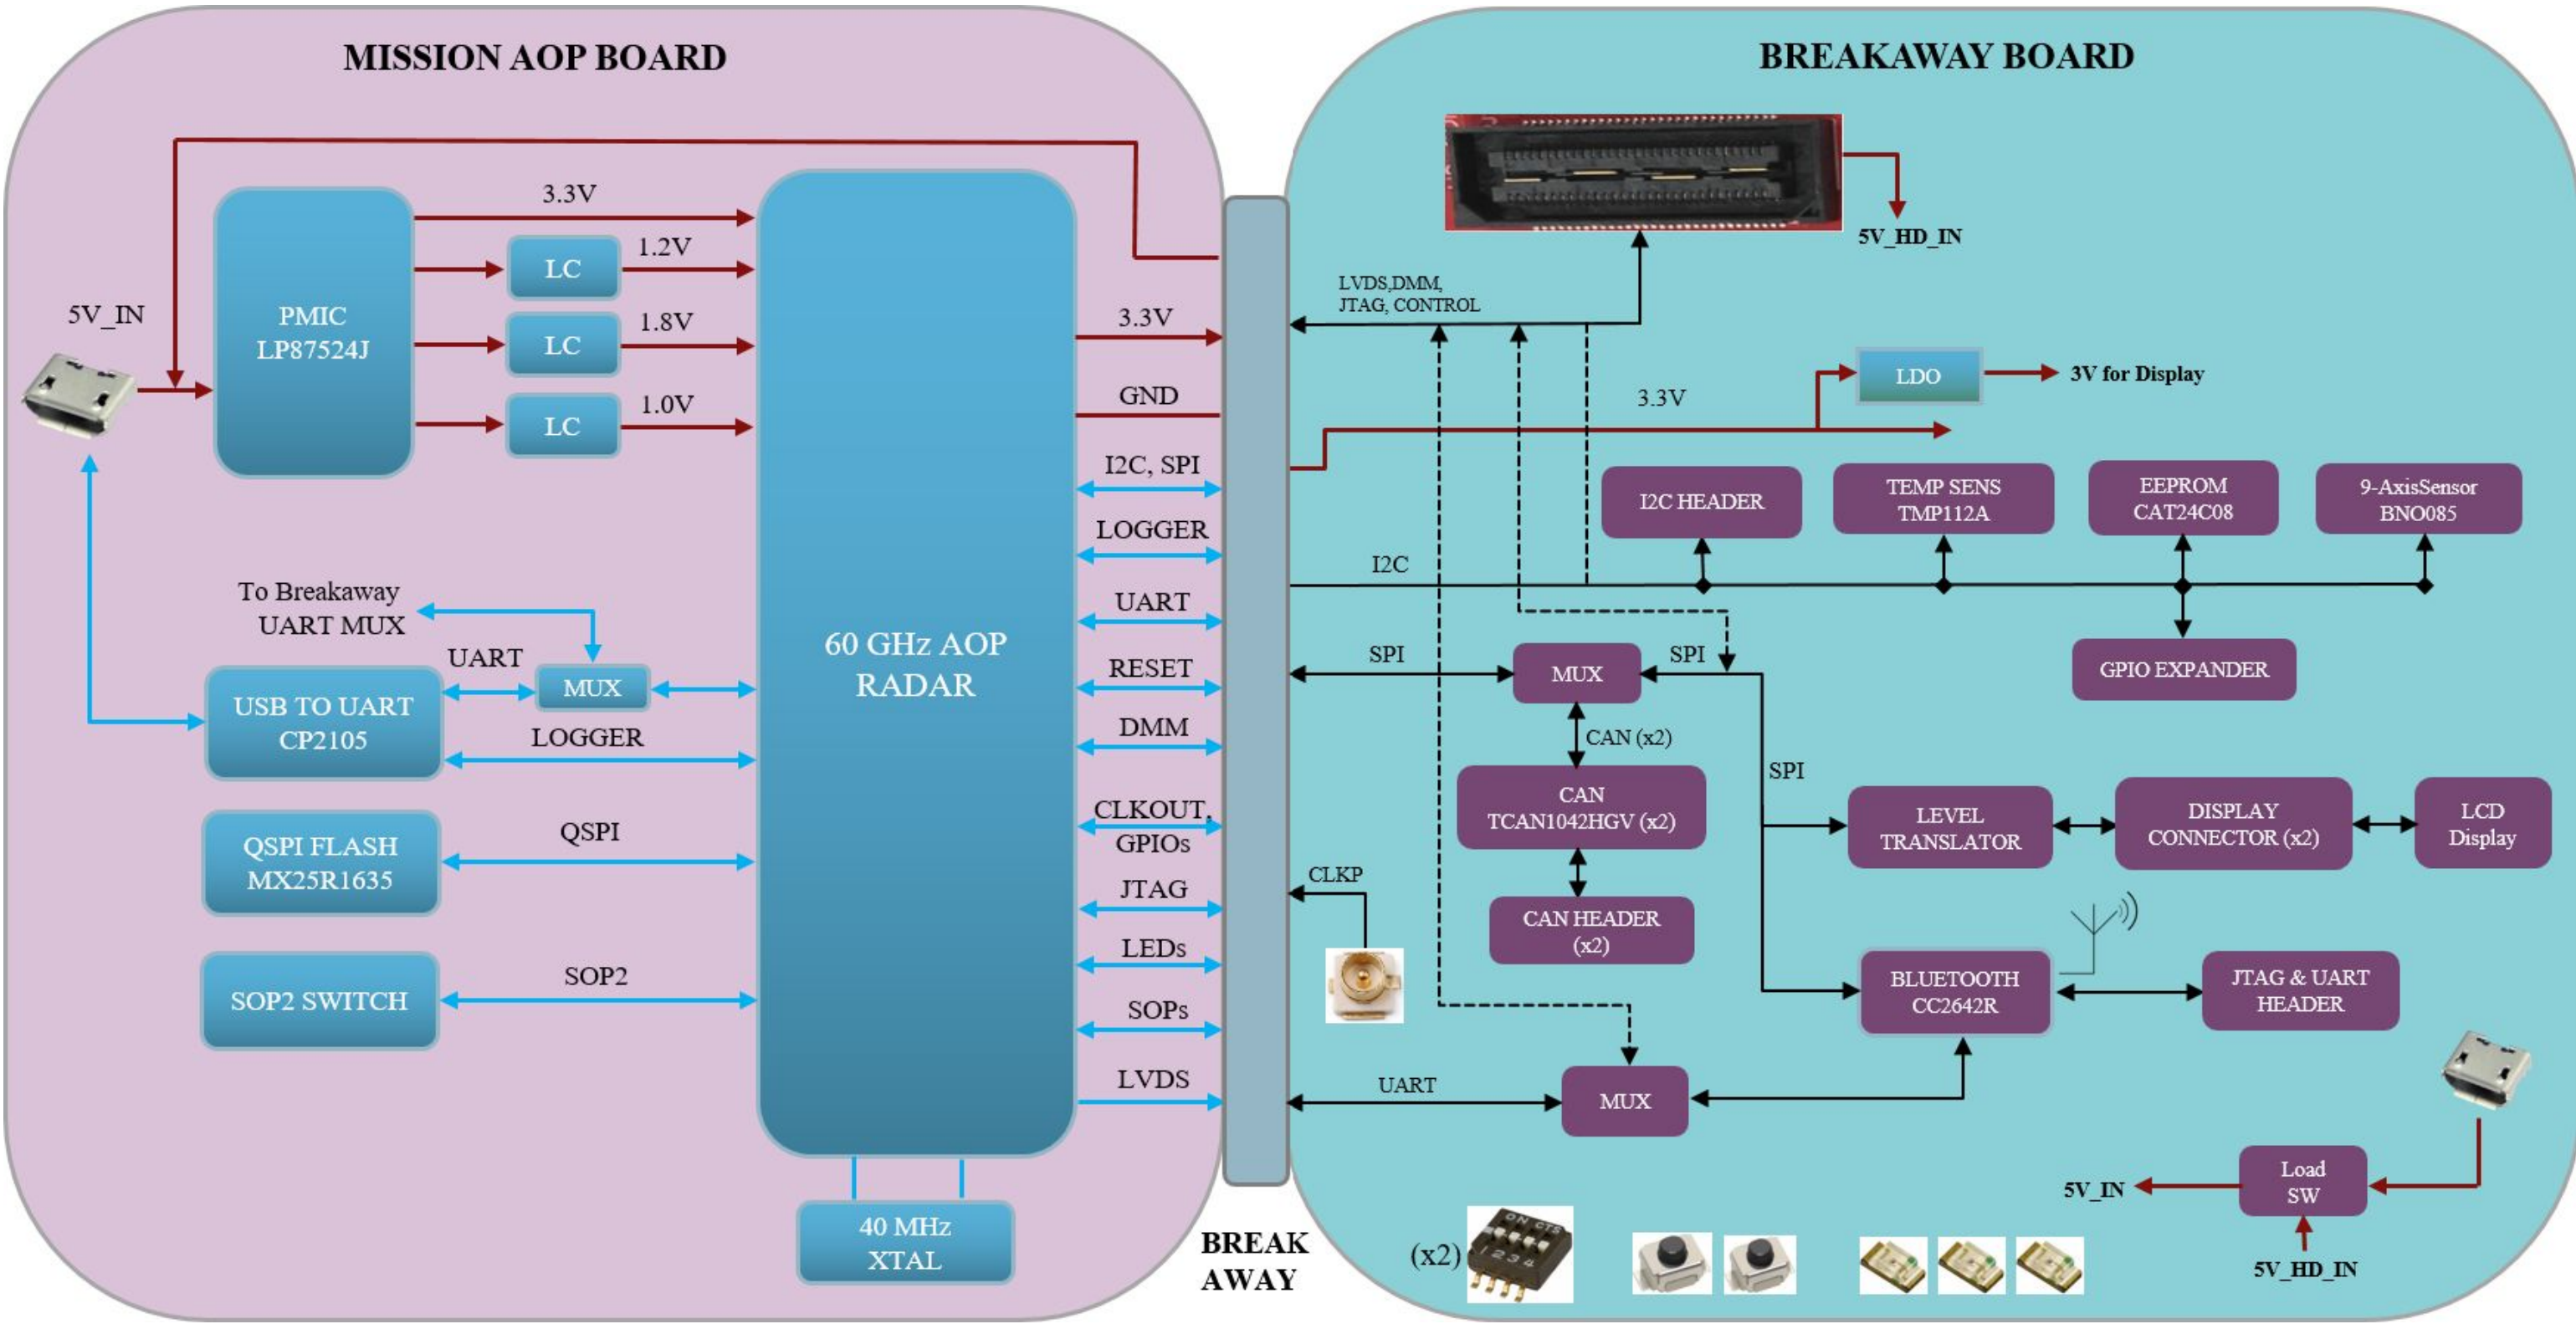 MISSION AOP BOARD
BREAKAWAY BOARD
3.3V
LC
1.2V
5V_IN
PMIC
LP87524J
LC
1.8V
LC
1.0V
To Breakaway
UART MUX
UART
MUX
USB TO UART
CP2105
LOGGER
QSPI FLASH
MX25R1635
QSPI
SOP2 SWITCH
SOP2
60 GHz AOP
RADAR
40 MHz
XTAL
3.3V
GND
I2C, SPI
LOGGER
UART
RESET
DMM
CLKOUT,
GPIOs
JTAG
LEDs
SOPs
LVDS
BREAK
AWAY
5V_HD_IN
LVDS,DMM,
JTAG, CONTROL
LDO
3V for Display
3.3V
I2C HEADER
TEMP SENS
TMP112A
EEPROM
CAT24C08
9-AxisSensor
BNO085
I2C
GPIO EXPANDER
SPI
MUX
SPI
CAN (x2)
CAN
TCAN1042HGV (x2)
SPI
LEVEL
TRANSLATOR
DISPLAY
CONNECTOR (x2)
LCD
Display
CLKP
CAN HEADER
(x2)
BLUETOOTH
CC2642R
JTAG & UART
HEADER
UART
MUX
5V_IN
Load
SW
5V_HD_IN
(x2)
ON CTS
1 2 3 4